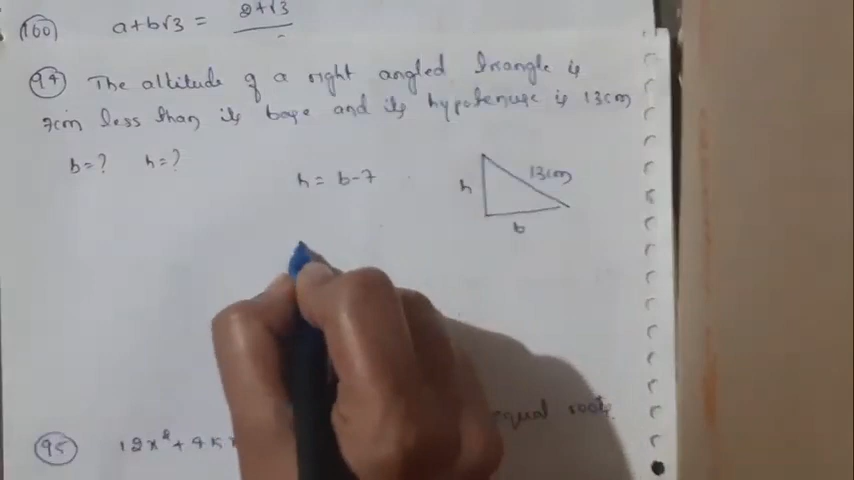 (100) a+b√3 = 2+√3
(94) The altitude of a right angled triangle is
7cm less than its base and its hypotenuse is 13cm
b=? h=?
h = b-7
13cm
h
b
equal roots
(95) 12x²+4k